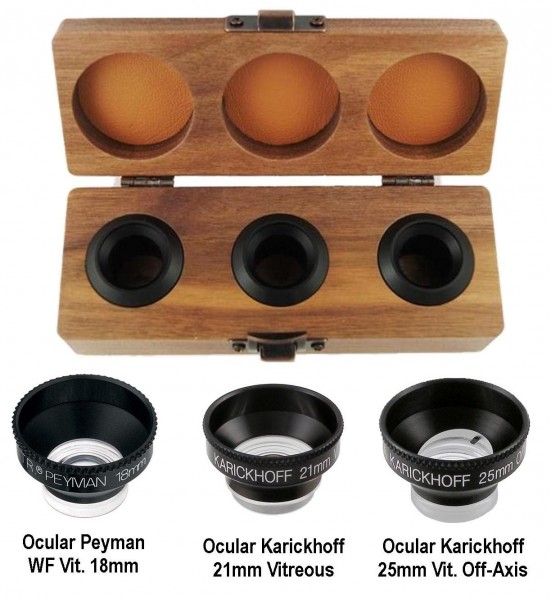 R® PEYMAN 18mm
KARICKHOFF 21mm
KARICKHOFF 25mm
Ocular Peyman
WF Vit. 18mm
Ocular Karickhoff
21mm Vitreous
Ocular Karickhoff
25mm Vit. Off-Axis